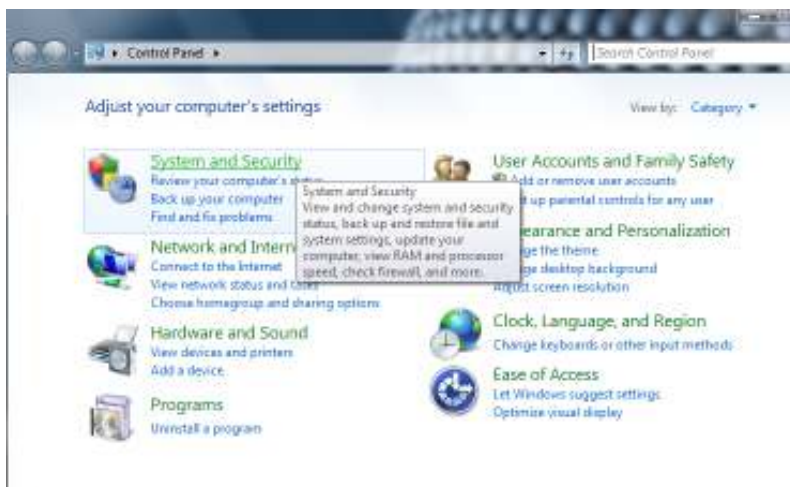 Control Panel
Search Control Panel
Adjust your computer's settings
View by: Category
System and Security
Review your computer's
Back up your computer
Find and fix problems
System and Security
View and change system and security
status, back up and restore file and
system settings, update your
computer, view RAM and processor
speed, check firewall, and more.
Network and Intern
Connect to the Internet
View network status and tasks
Choose homegroup and sharing options
Hardware and Sound
View devices and printers
Add a device
Programs
Uninstall a program
User Accounts and Family Safety
Add or remove user accounts
up parental controls for any user
earance and Personalization
ge the theme
ge desktop background
Adjust screen resolution
Clock, Language, and Region
Change keyboards or other input methods
Ease of Access
Let Windows suggest settings
Optimize visual display